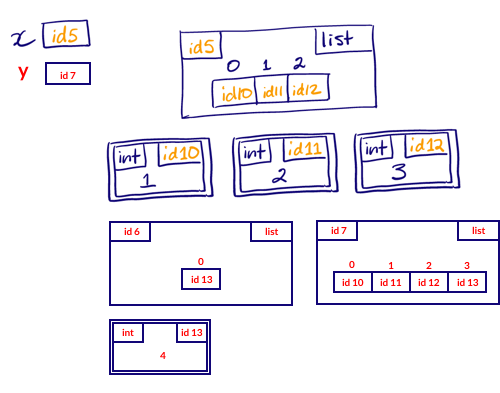 x id5
y id 7
id5 list
0 1 2
id10 id11 id12
int id10
1
int id11
2
int id12
3
id 6 list
0
id 13
id 7 list
0 1 2 3
id 10 id 11 id 12 id 13
int id 13
4